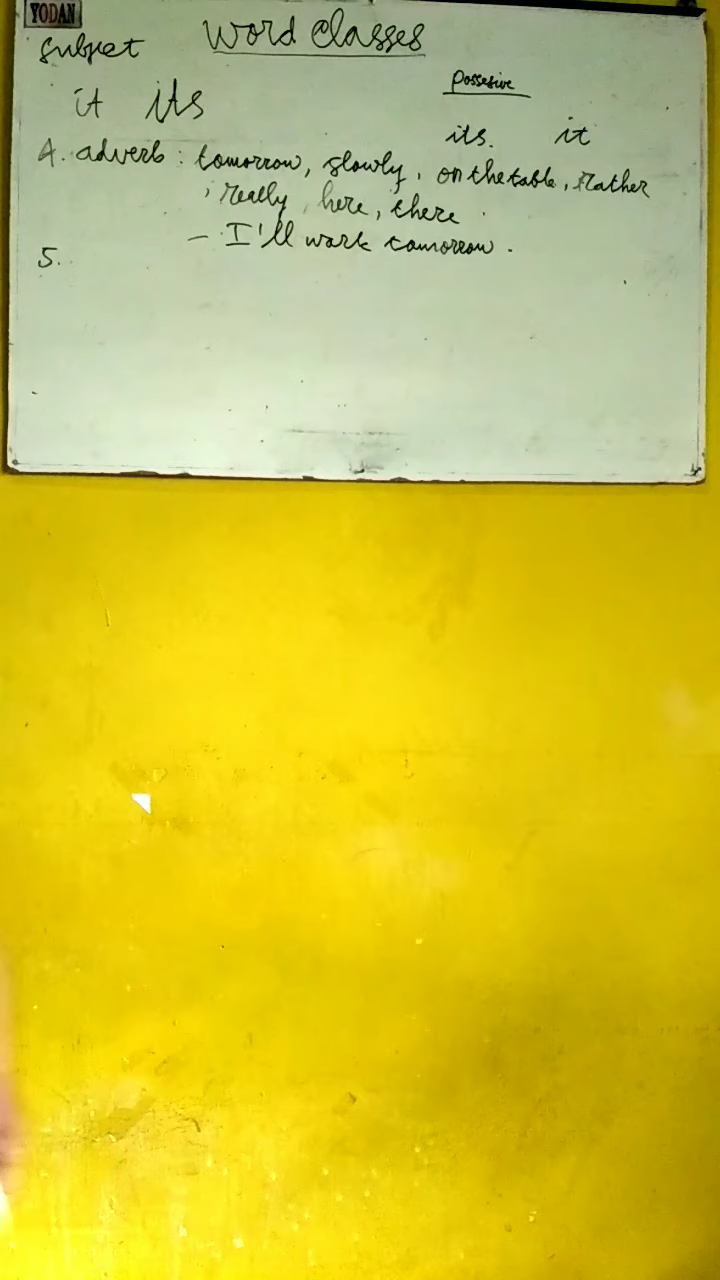 YODAN
Word Classes
subject
possesive
it its
its. it
4. adverb : tomorrow, slowly, on the table, rather
, really, here, there.
– I'll work tomorrow.
5.